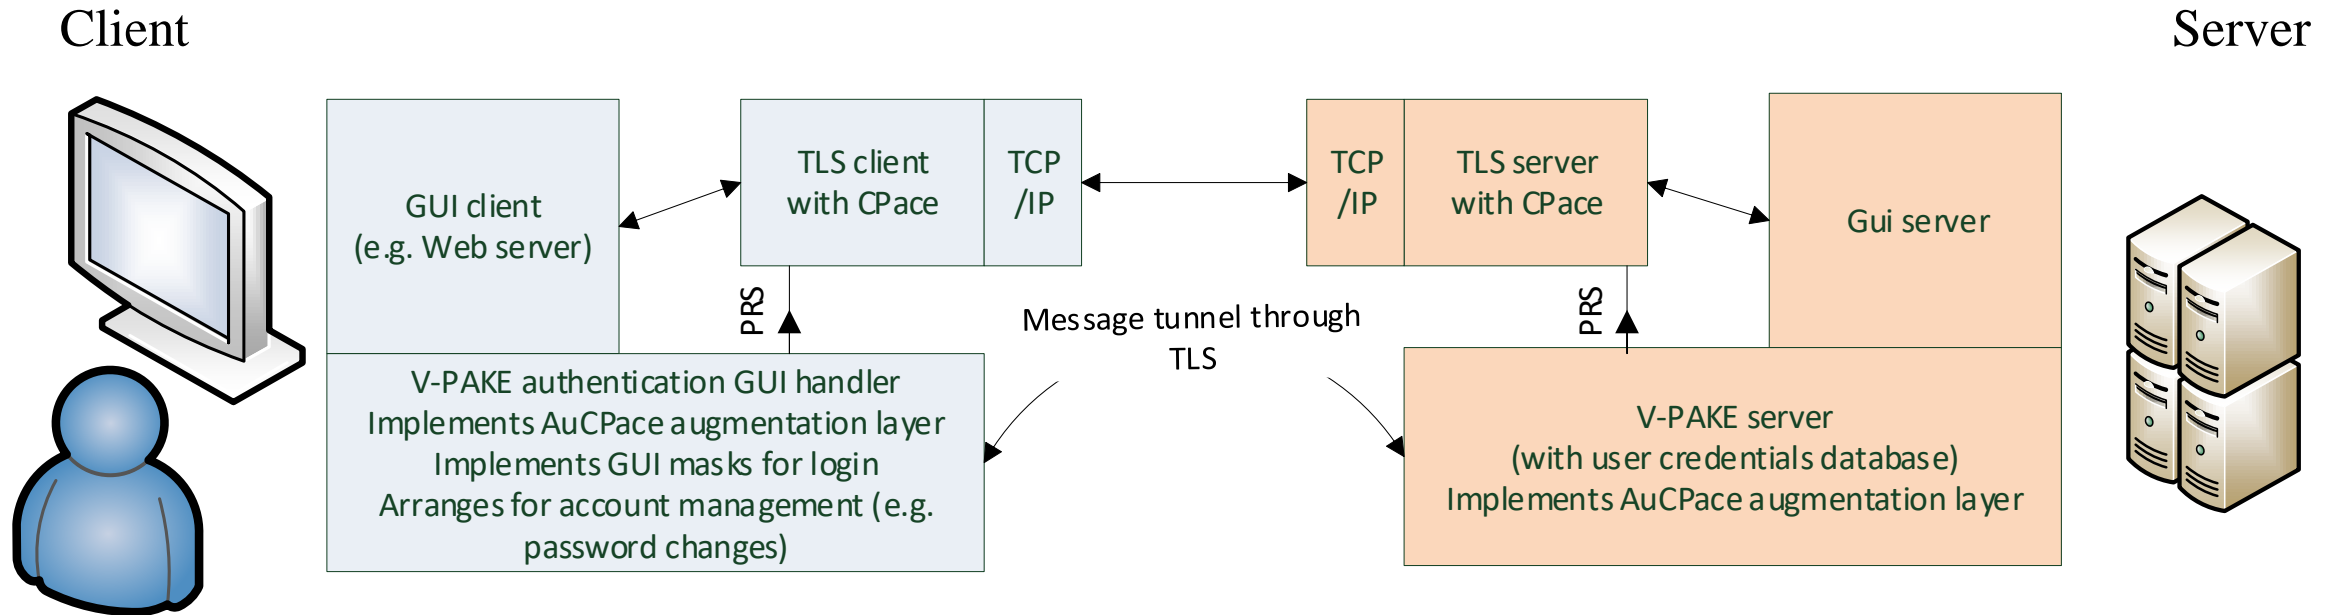 Client
Server
GUI client
(e.g. Web server)
TLS client
with CPace
TCP
/IP
TCP
/IP
TLS server
with CPace
Gui server
PRS
Message tunnel through
TLS
PRS
V-PAKE authentication GUI handler
Implements AuCPace augmentation layer
Implements GUI masks for login
Arranges for account management (e.g.
password changes)
V-PAKE server
(with user credentials database)
Implements AuCPace augmentation layer